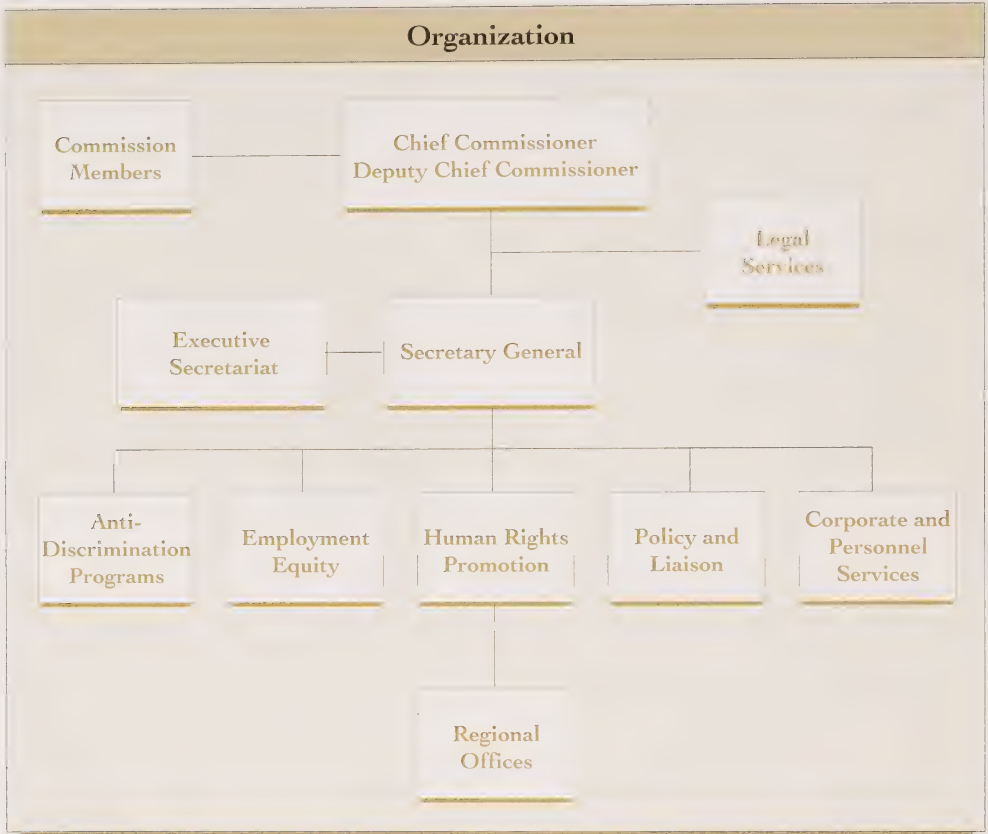 Organization
Commission
Members
Chief Commissioner
Deputy Chief Commissioner
Legal
Services
Executive
Secretariat
Secretary General
Anti-
Discrimination
Programs
Employment
Equity
Human Rights
Promotion
Policy and
Liaison
Corporate and
Personnel
Services
Regional
Offices